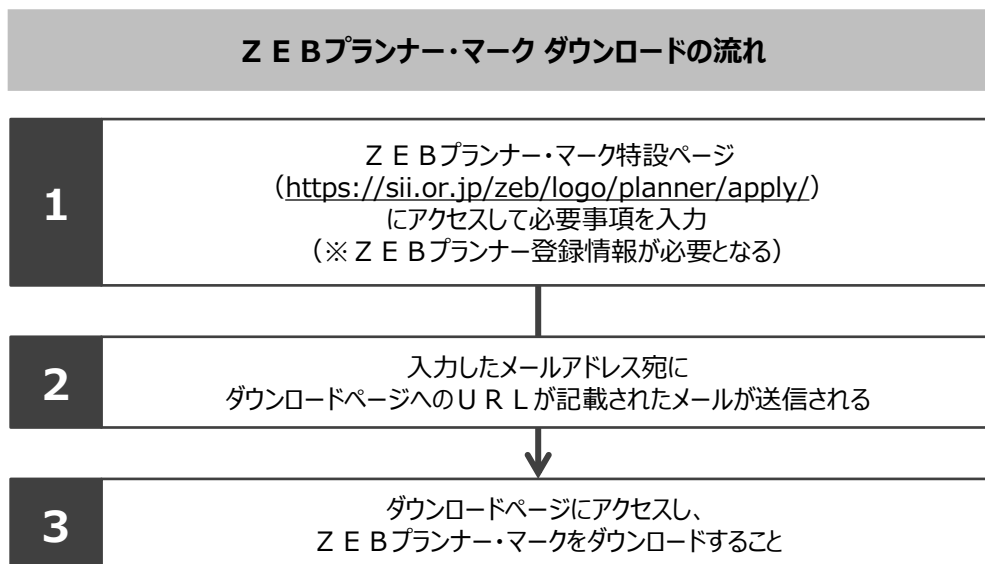 ＺＥＢプランナー・マーク ダウンロードの流れ
1
ＺＥＢプランナー・マーク特設ページ
（https://sii.or.jp/zeb/logo/planner/apply/）
にアクセスして必要事項を入力
（※ＺＥＢプランナー登録情報が必要となる）
2
入力したメールアドレス宛に
ダウンロードページへのＵＲＬが記載されたメールが送信される
3
ダウンロードページにアクセスし、
ＺＥＢプランナー・マークをダウンロードすること